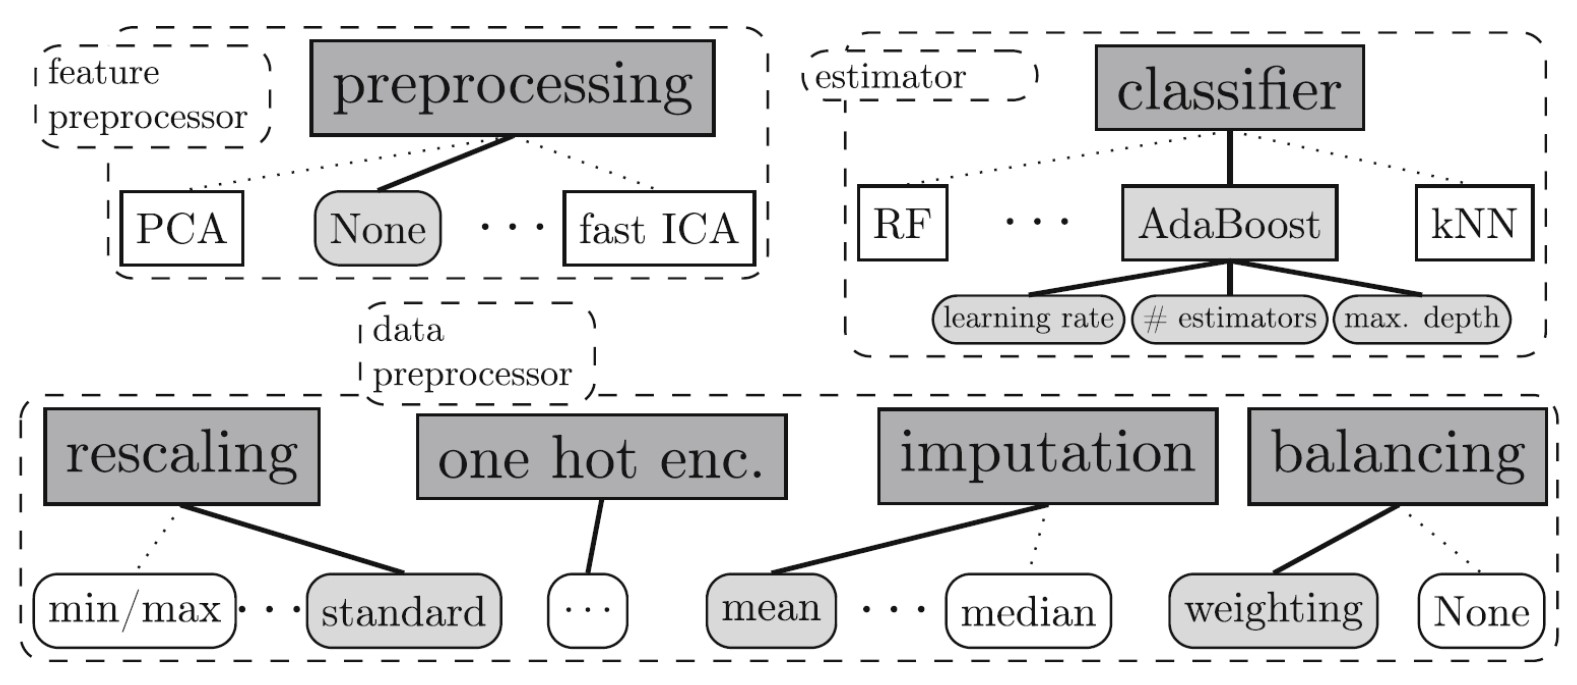 feature
preprocessor
preprocessing
PCA
None
· · ·
fast ICA
estimator
classifier
RF
· · ·
AdaBoost
kNN
learning rate
# estimators
max. depth
data
preprocessor
rescaling
one hot enc.
imputation
balancing
min/max
· · ·
standard
· · ·
mean
· · ·
median
weighting
None